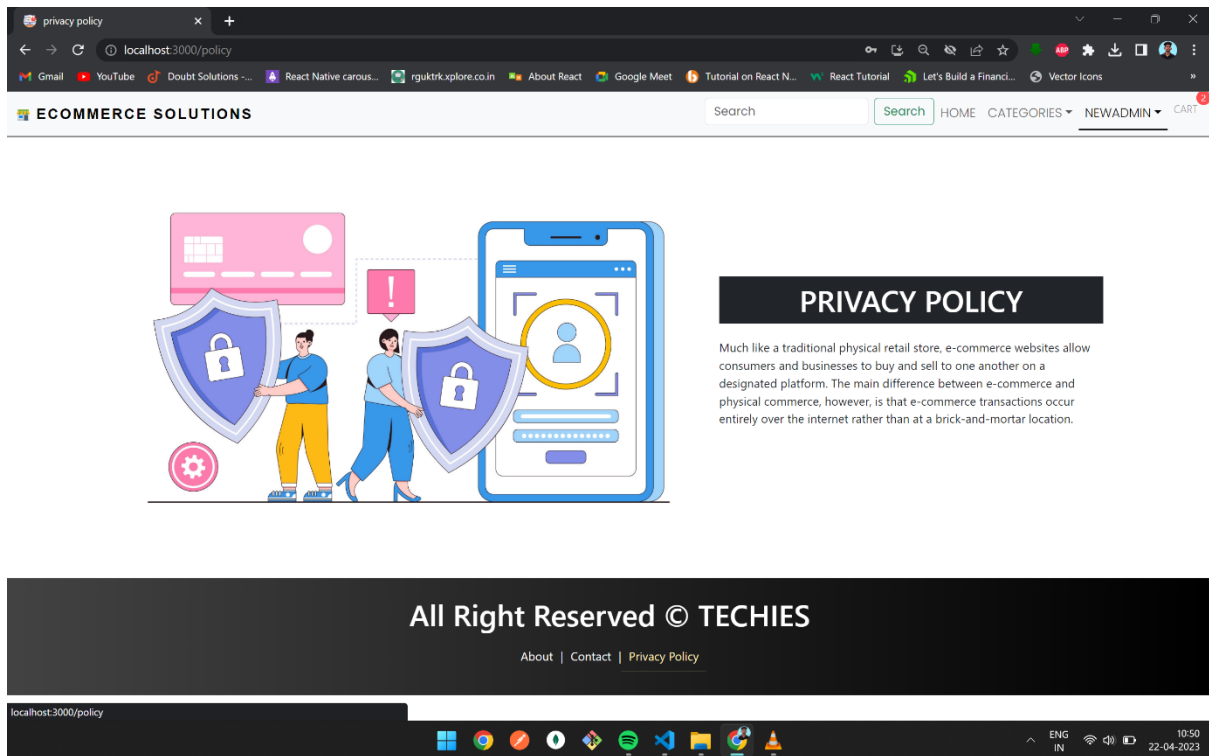 privacy policy
localhost:3000/policy
ABP
Gmail
YouTube
Doubt Solutions -...
React Native carous...
rguktrk.xplore.co.in
About React
Google Meet
Tutorial on React N...
React Tutorial
Let's Build a Financi...
Vector Icons
»
ECOMMERCE SOLUTIONS
Search
Search
HOME
CATEGORIES
NEWADMIN
CART
2
!
PRIVACY POLICY
Much like a traditional physical retail store, e-commerce websites allow
consumers and businesses to buy and sell to one another on a
designated platform. The main difference between e-commerce and
physical commerce, however, is that e-commerce transactions occur
entirely over the internet rather than at a brick-and-mortar location.
All Right Reserved © TECHIES
About | Contact | Privacy Policy
localhost:3000/policy
ENG
IN
10:50
22-04-2023